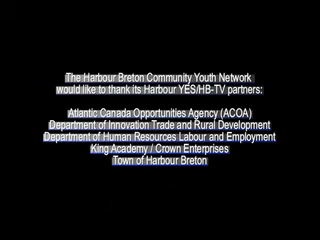 The Harbour Breton Community Youth Network
would like to thank its Harbour YES/HB-TV partners:
Atlantic Canada Opportunities Agency (ACOA)
Department of Innovation Trade and Rural Development
Department of Human Resources Labour and Employment
King Academy / Crown Enterprises
Town of Harbour Breton